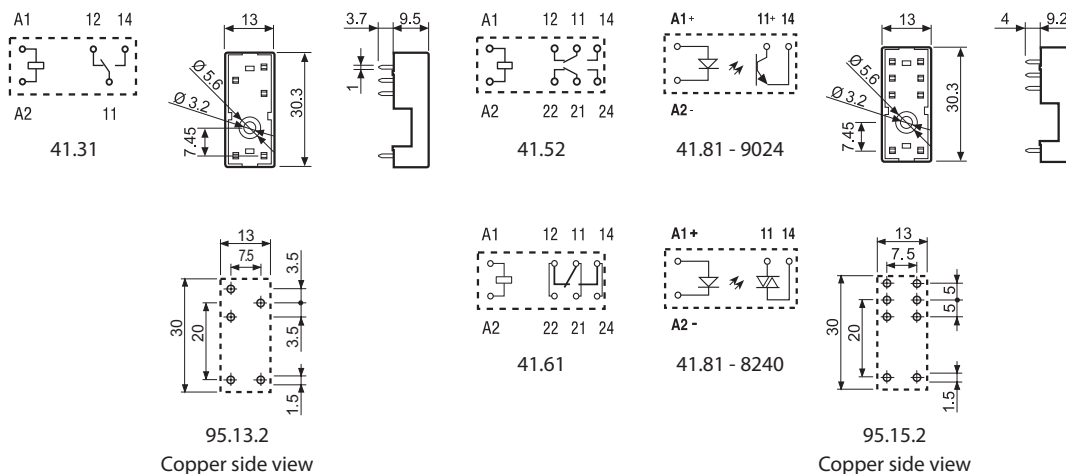 A1 12 14
A2 11
41.31
13
Ø 5.6
Ø 3.2
7.45
30.3
3.7 9.5
1
A1 12 11 14
A2 22 21 24
41.52
A1+ 11+ 14
A2-
41.81 - 9024
13
Ø 5.6
Ø 3.2
7.45
30.3
4 9.2
13
7.5
3.5
30
20
3.5
1.5
95.13.2
Copper side view
A1 12 11 14
A2 22 21 24
41.61
A1+ 11 14
A2 -
41.81 - 8240
13
7.5
5
5
30
20
1.5
95.15.2
Copper side view